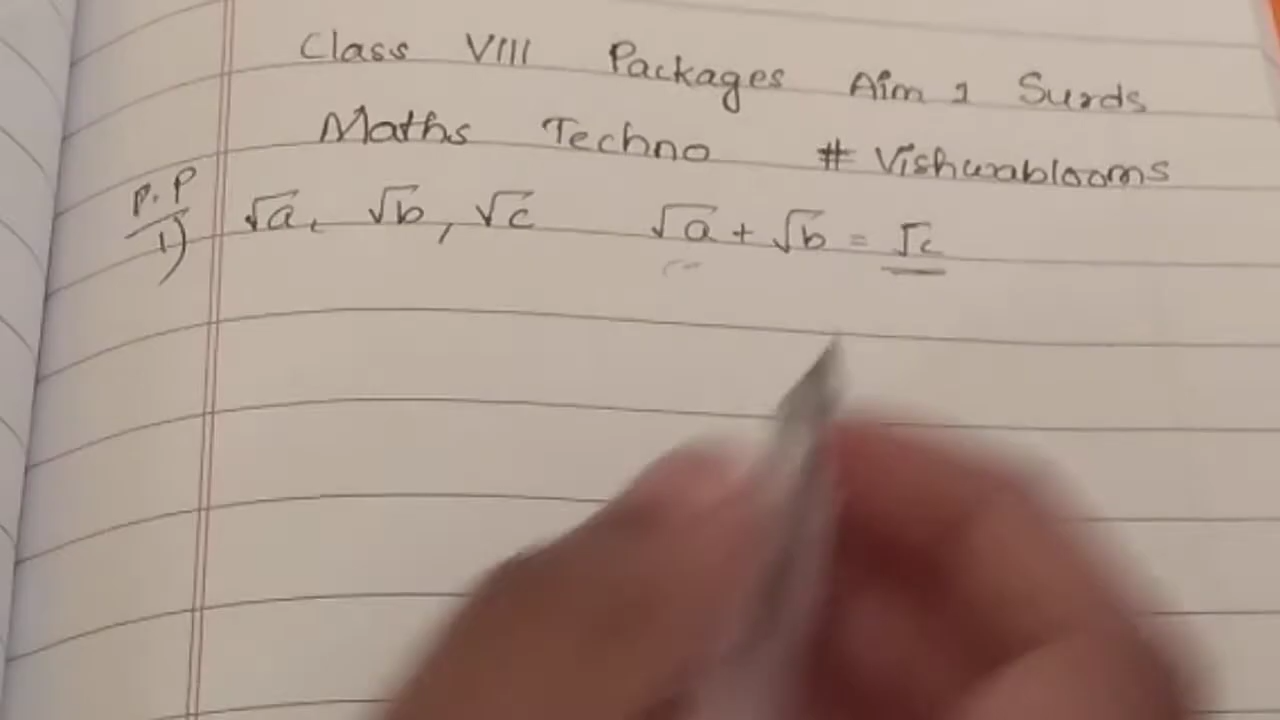 Class VIII Packages Aim 1 Surds
Maths Techno # Vishwablooms
P.P
1) √a, √b, √c √a + √b = √c